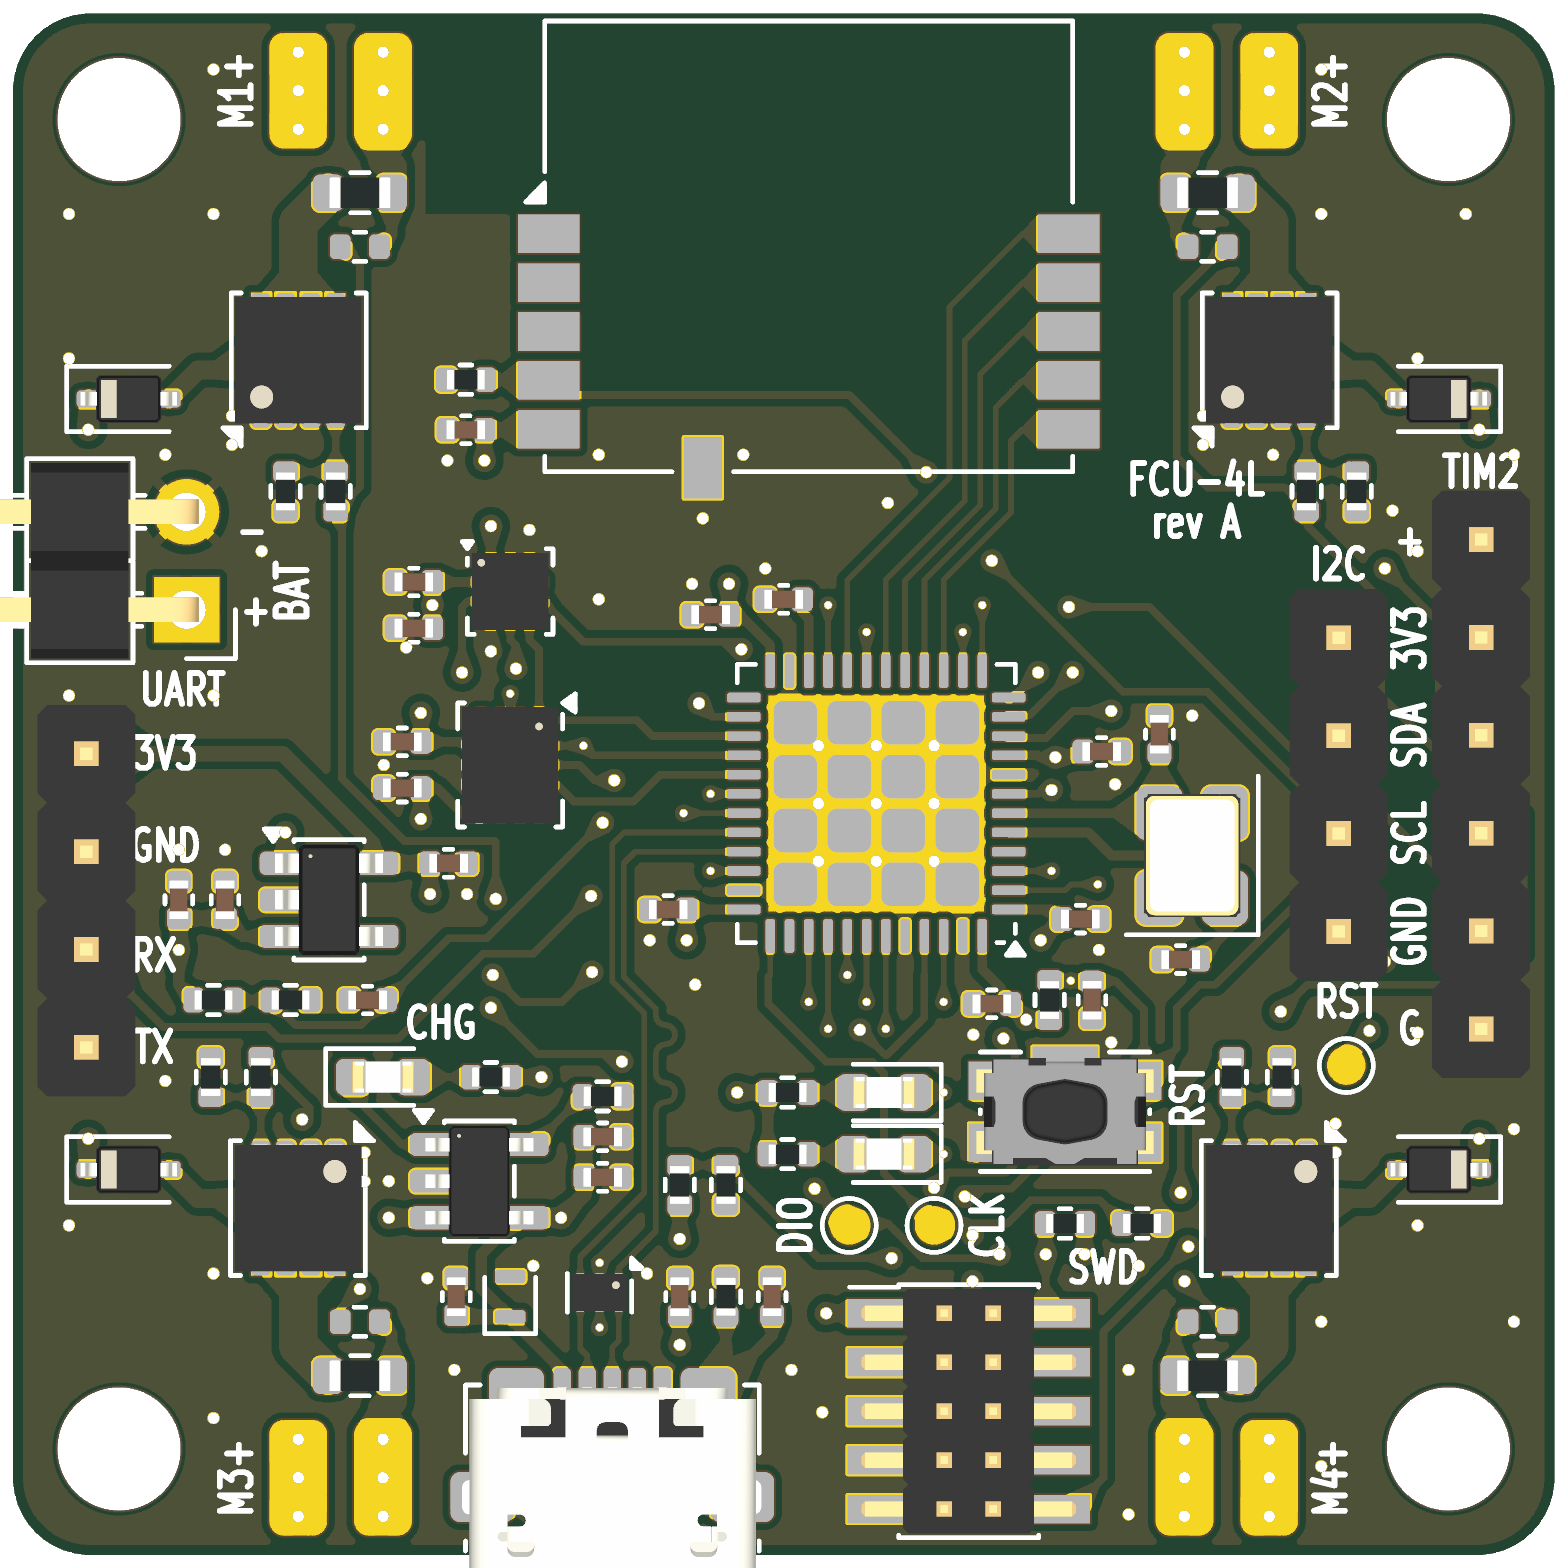 M1+
M2+
FCU-4L
rev A
TIM2
+
I2C
-
+
BAT
UART
3V3
GND
RX
TX
3V3
SDA
SCL
GND
CHG
RST
G
RST
DIO
CLK
SWD
M3+
M4+